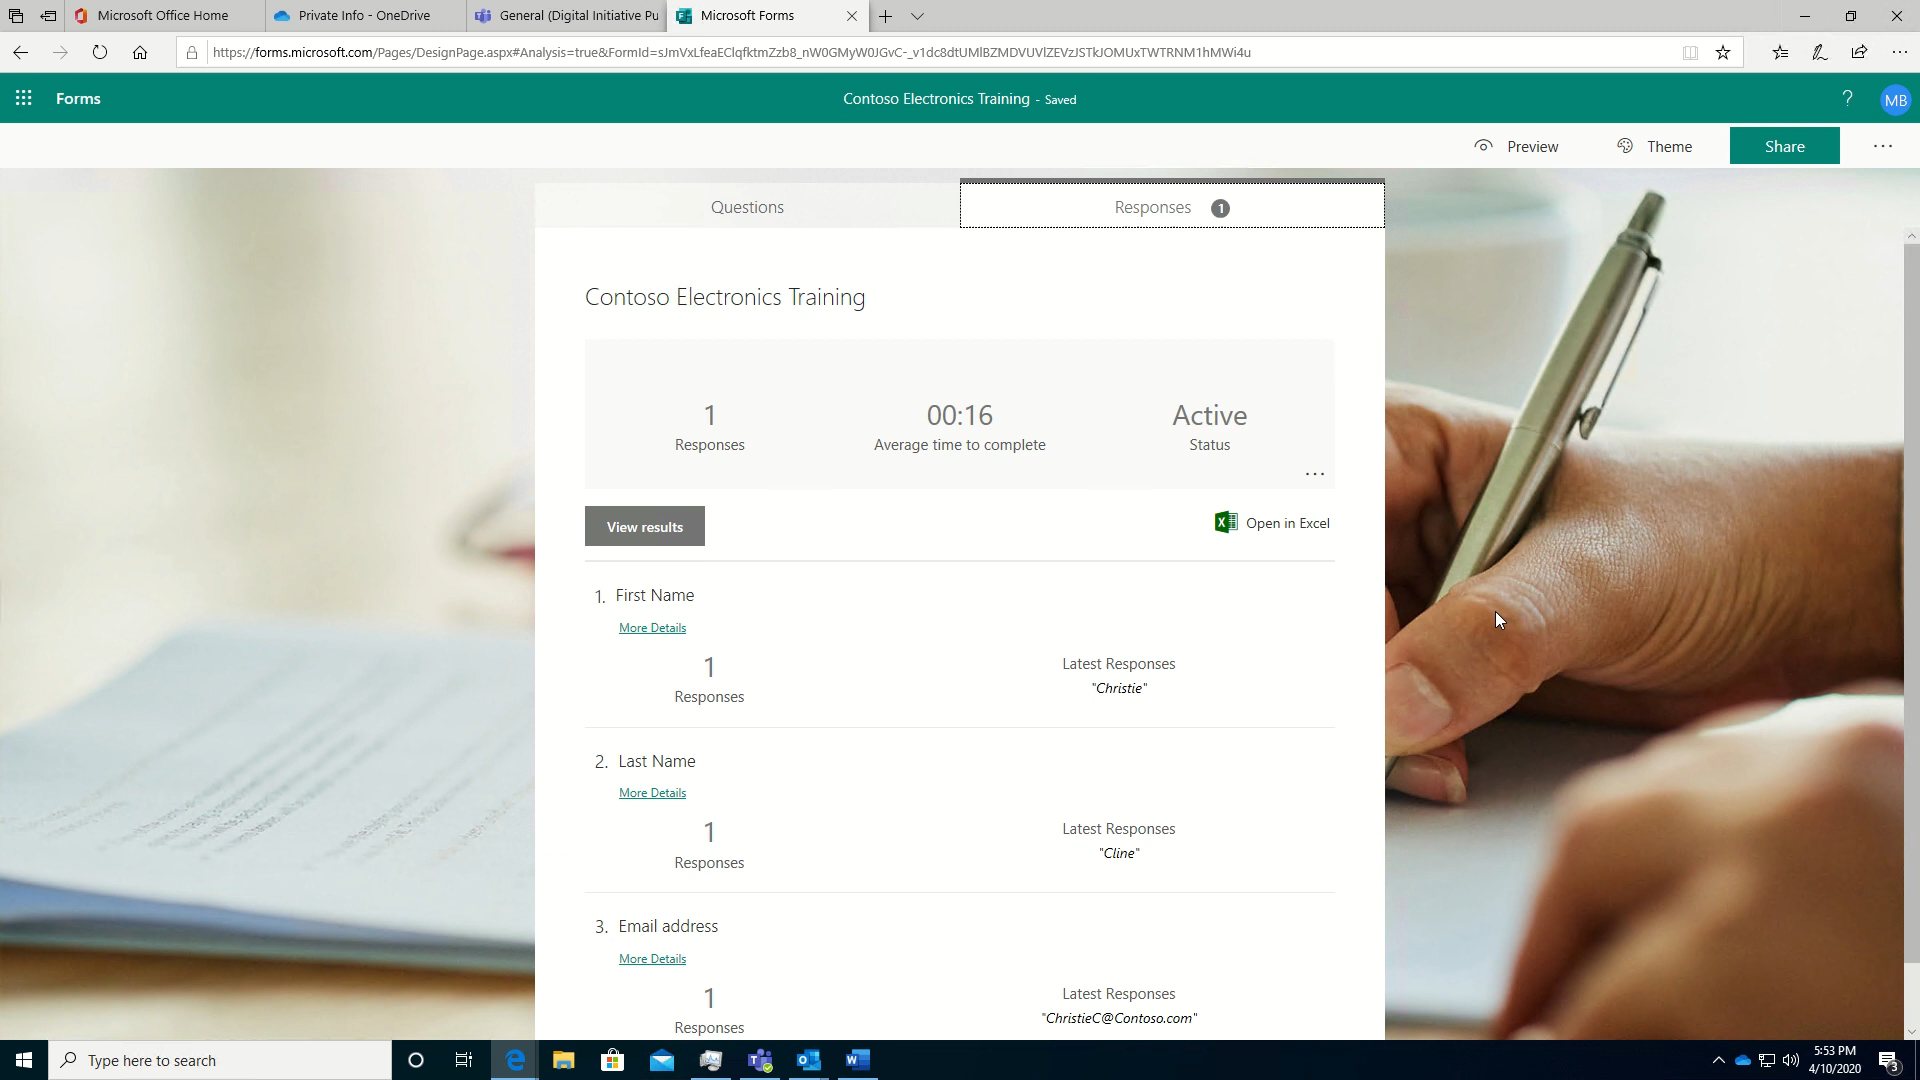 Microsoft Office Home
Private Info - OneDrive
General (Digital Initiative Pu
Microsoft Forms
https://forms.microsoft.com/Pages/DesignPage.aspx#Analysis=true&FormId=sJmVxLfeaEClqfktmZzb8_nW0GMyW0JGvC-_v1dc8dtUMlBZMDVUVlZEVzJSTkJOMUxTWTRNM1hMWi4u
Forms
Contoso Electronics Training - Saved
?
MB
Preview
Theme
Share
Questions
Responses 1
Contoso Electronics Training
1
Responses
00:16
Average time to complete
Active
Status
View results
Open in Excel
1. First Name
More Details
1
Responses
Latest Responses
"Christie"
2. Last Name
More Details
1
Responses
Latest Responses
"Cline"
3. Email address
More Details
1
Responses
Latest Responses
"ChristieC@Contoso.com"
Type here to search
5:53 PM
4/10/2020
3